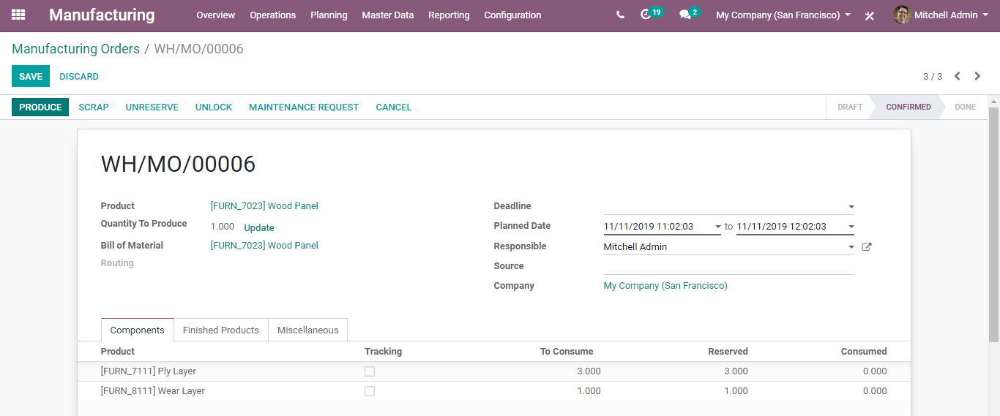 Manufacturing Overview Operations Planning Master Data Reporting Configuration 19 2 My Company (San Francisco) Mitchell Admin
Manufacturing Orders / WH/MO/00006
SAVE DISCARD 3 / 3
PRODUCE SCRAP UNRESERVE UNLOCK MAINTENANCE REQUEST CANCEL DRAFT CONFIRMED DONE
WH/MO/00006
Product [FURN_7023] Wood Panel
Quantity To Produce 1.000 Update
Bill of Material [FURN_7023] Wood Panel
Routing
Deadline
Planned Date 11/11/2019 11:02:03 to 11/11/2019 12:02:03
Responsible Mitchell Admin
Source
Company My Company (San Francisco)
Components Finished Products Miscellaneous
Product Tracking To Consume Reserved Consumed
[FURN_7111] Ply Layer 3.000 3.000 0.000
[FURN_8111] Wear Layer 1.000 1.000 0.000